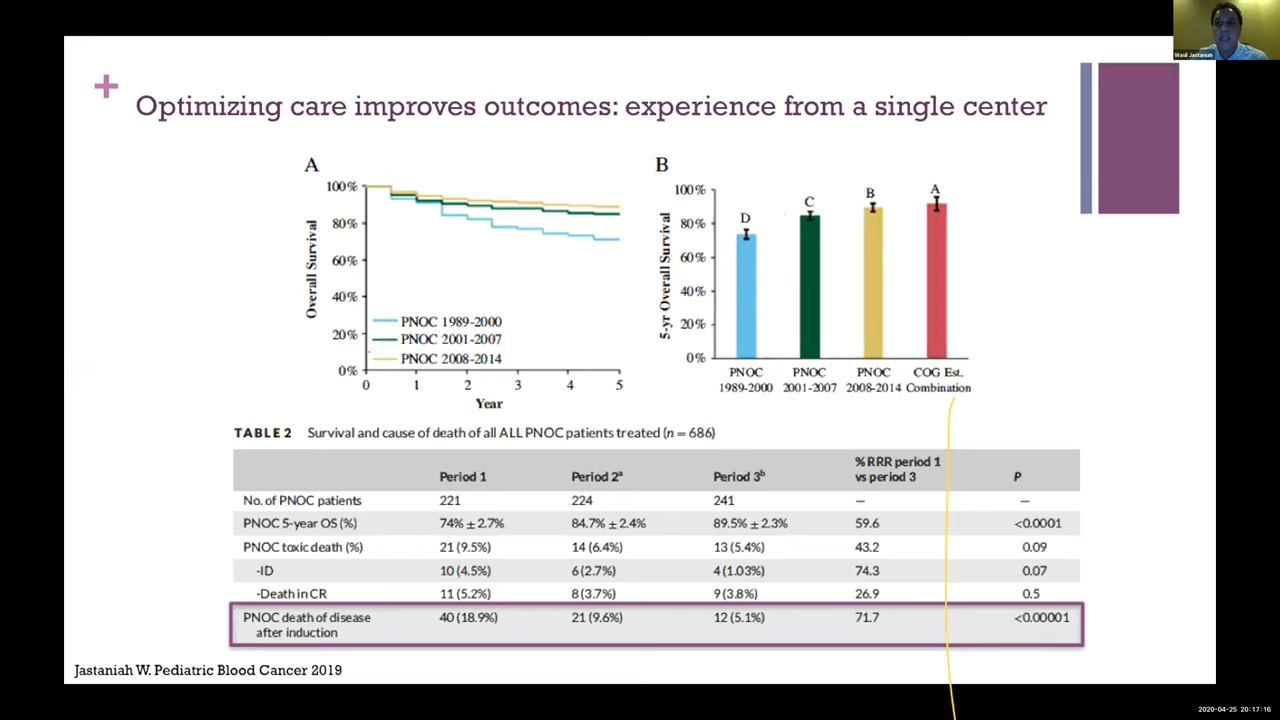 Wasil Jastaniah
+
Optimizing care improves outcomes: experience from a single center
A
100%
80%
60%
40%
20%
0%
Overall Survival
PNOC 1989-2000
PNOC 2001-2007
PNOC 2008-2014
0 1 2 3 4 5
Year
B
100%
80%
60%
40%
20%
0%
5-yr Overall Survival
D C B A
PNOC 1989-2000
PNOC 2001-2007
PNOC 2008-2014
COG Est. Combination
TABLE 2 Survival and cause of death of all ALL PNOC patients treated (n = 686)
Period 1 Period 2ᵃ Period 3ᵇ % RRR period 1 vs period 3 P
No. of PNOC patients 221 224 241 — —
PNOC 5-year OS (%) 74% ± 2.7% 84.7% ± 2.4% 89.5% ± 2.3% 59.6 <0.0001
PNOC toxic death (%) 21 (9.5%) 14 (6.4%) 13 (5.4%) 43.2 0.09
-ID 10 (4.5%) 6 (2.7%) 4 (1.03%) 74.3 0.07
-Death in CR 11 (5.2%) 8 (3.7%) 9 (3.8%) 26.9 0.5
PNOC death of disease after induction 40 (18.9%) 21 (9.6%) 12 (5.1%) 71.7 <0.00001
Jastaniah W. Pediatric Blood Cancer 2019
2020-04-25 20:17:16